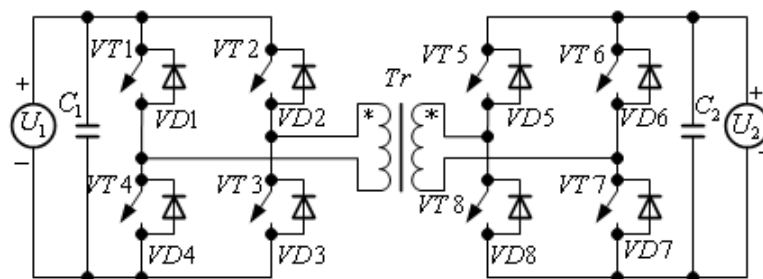 VT1
VT2
VT5
VT6
Tr
+
+
U1
C1
*
*
C2
U2
VD1
VD2
VD5
VD6
−
−
VT4
VT3
VT8
VT7
VD4
VD3
VD8
VD7